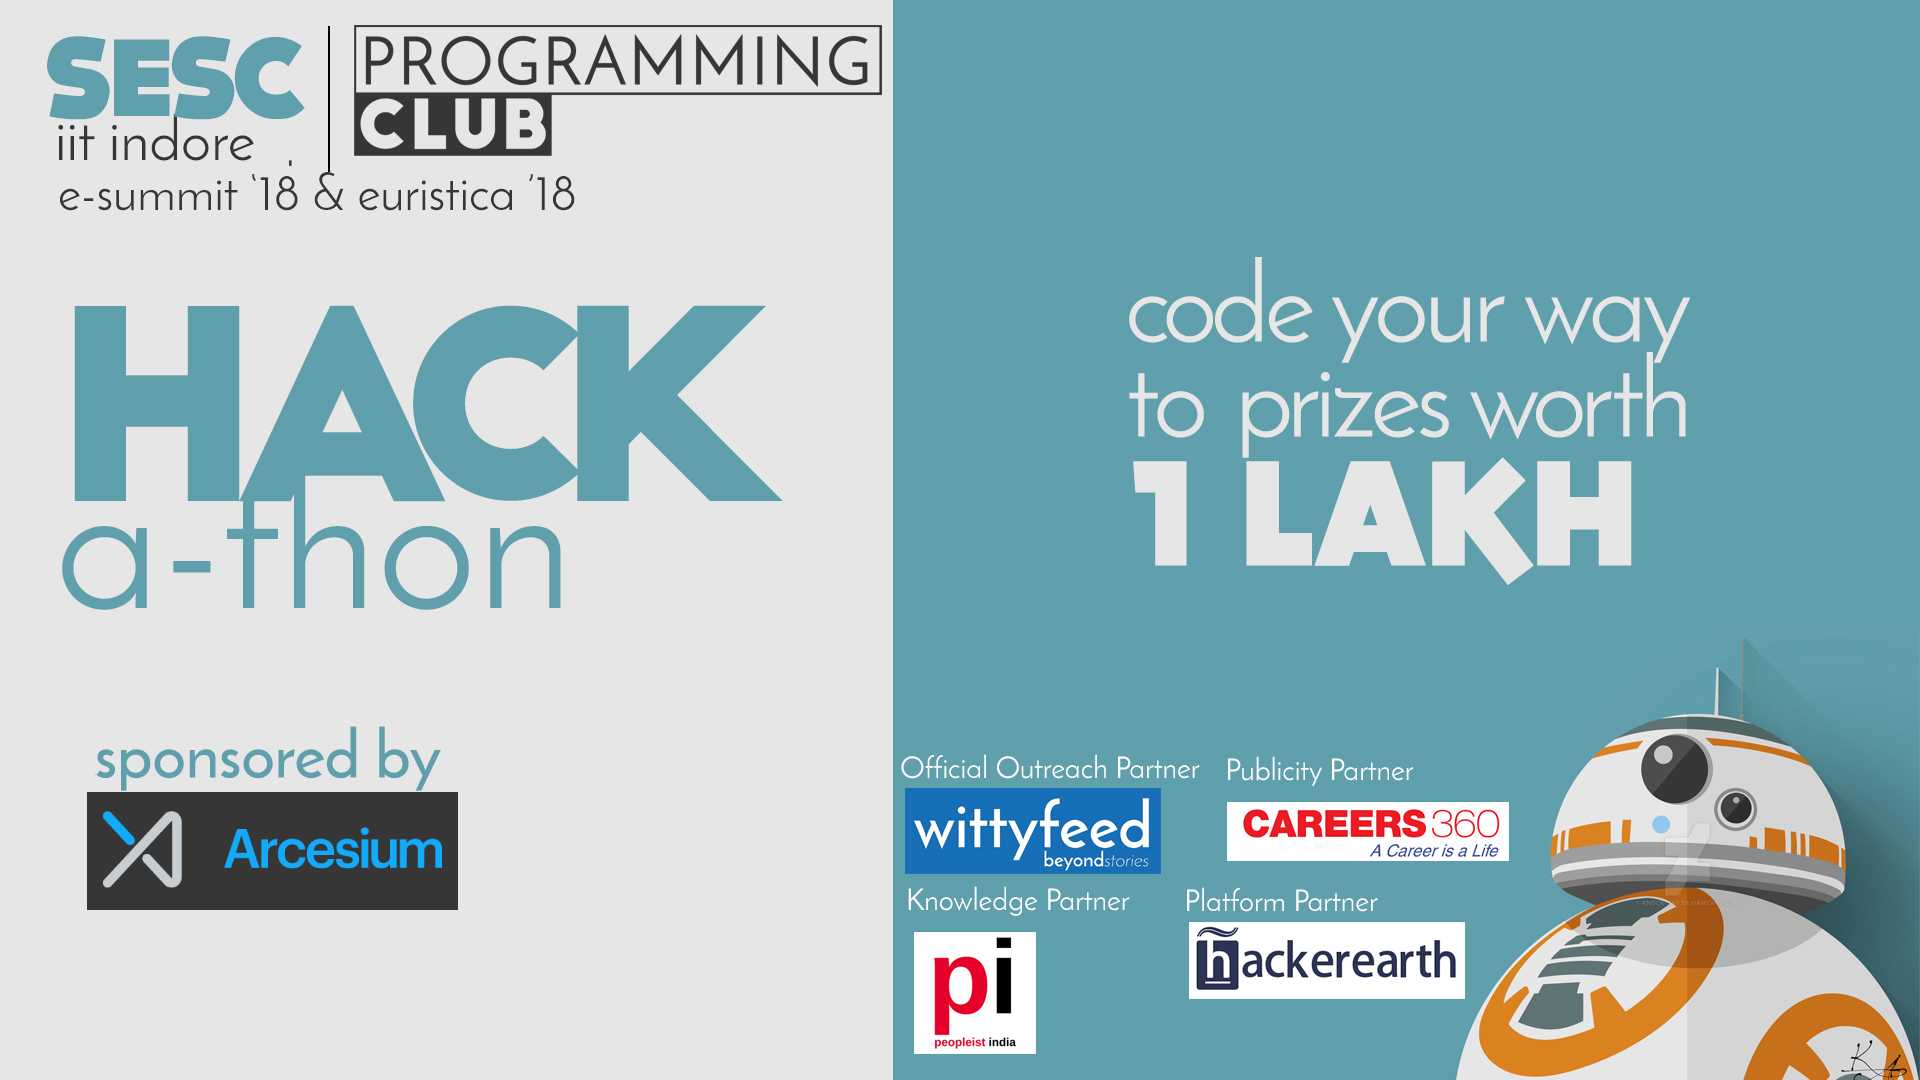 SESC
iit indore
PROGRAMMING
CLUB
e-summit '18 & euristica '18
HACK
a-thon
sponsored by
Arcesium
code your way
to prizes worth
1 LAKH
Official Outreach Partner
wittyfeed
beyondstories
Publicity Partner
CAREERS360
A Career is a Life
Knowledge Partner
pi
peopleist india
Platform Partner
hackerearth